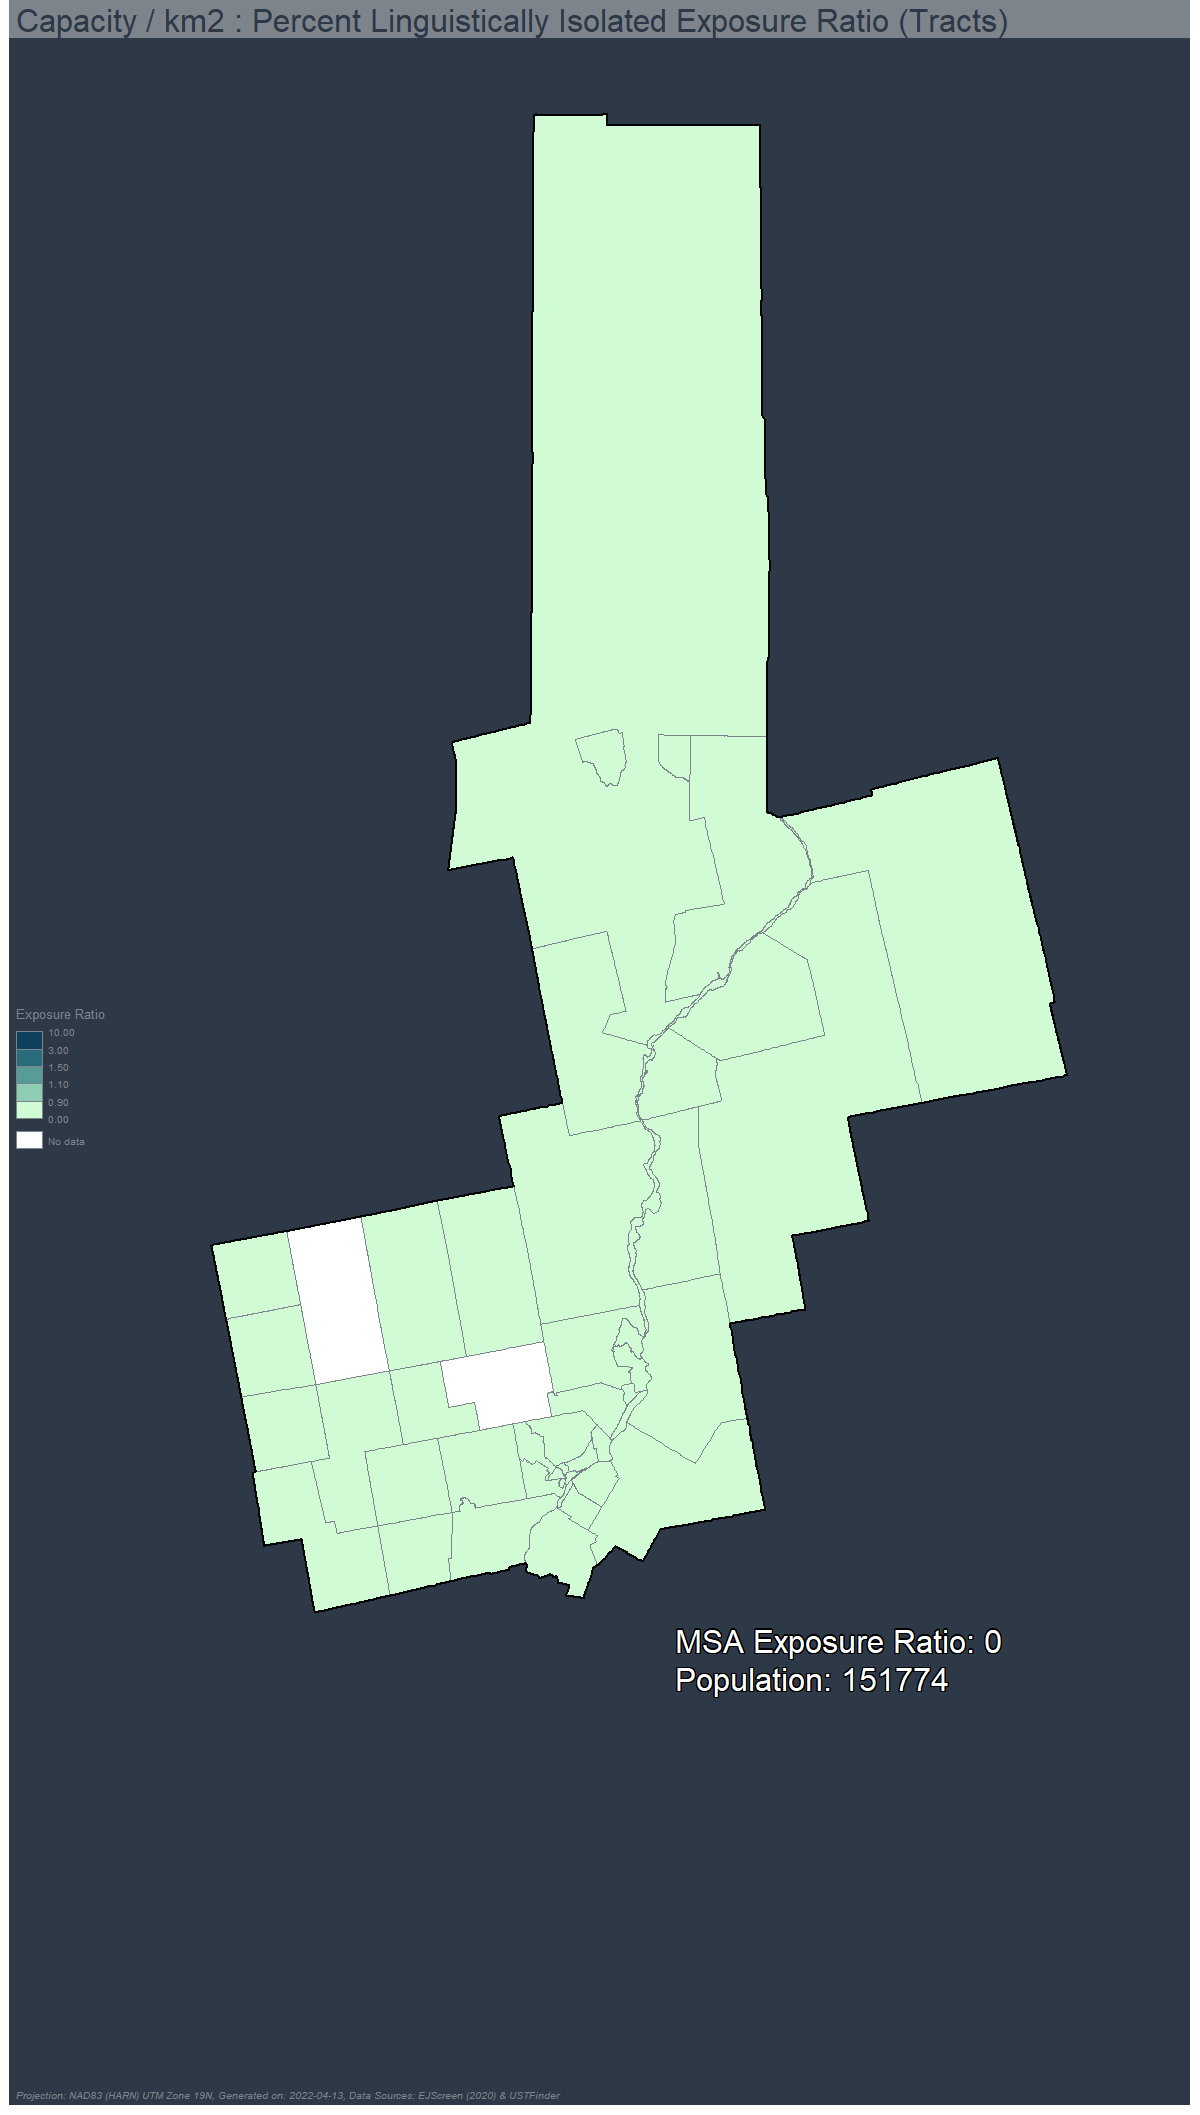 Capacity / km2 : Percent Linguistically Isolated Exposure Ratio (Tracts)
Exposure Ratio
10.00
3.00
1.50
1.10
0.90
0.00
No data
MSA Exposure Ratio: 0
Population: 151774
Projection: NAD83 (HARN) UTM Zone 19N, Generated on: 2022-04-13, Data Sources: EJScreen (2020) & USTFinder